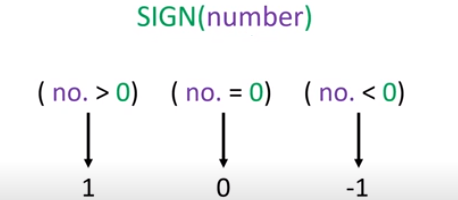 SIGN(number)
( no. > 0) ( no. = 0) ( no. < 0)
1 0 -1